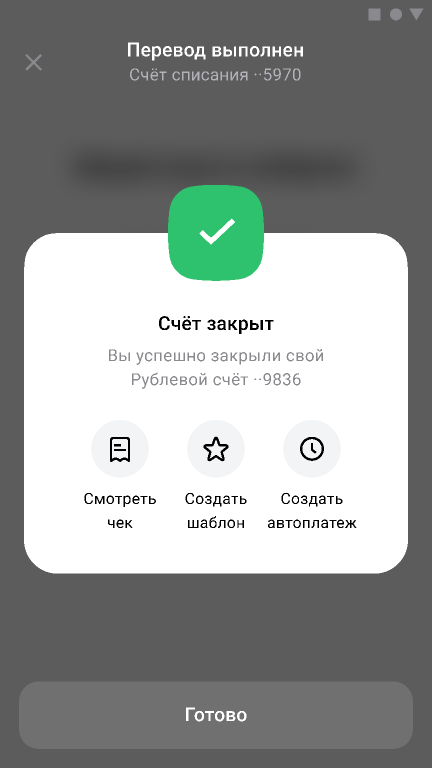 Перевод выполнен
Счёт списания ··5970
Счёт закрыт
Вы успешно закрыли свой
Рублевой счёт ··9836
Смотреть
чек
Создать
шаблон
Создать
автоплатеж
Готово